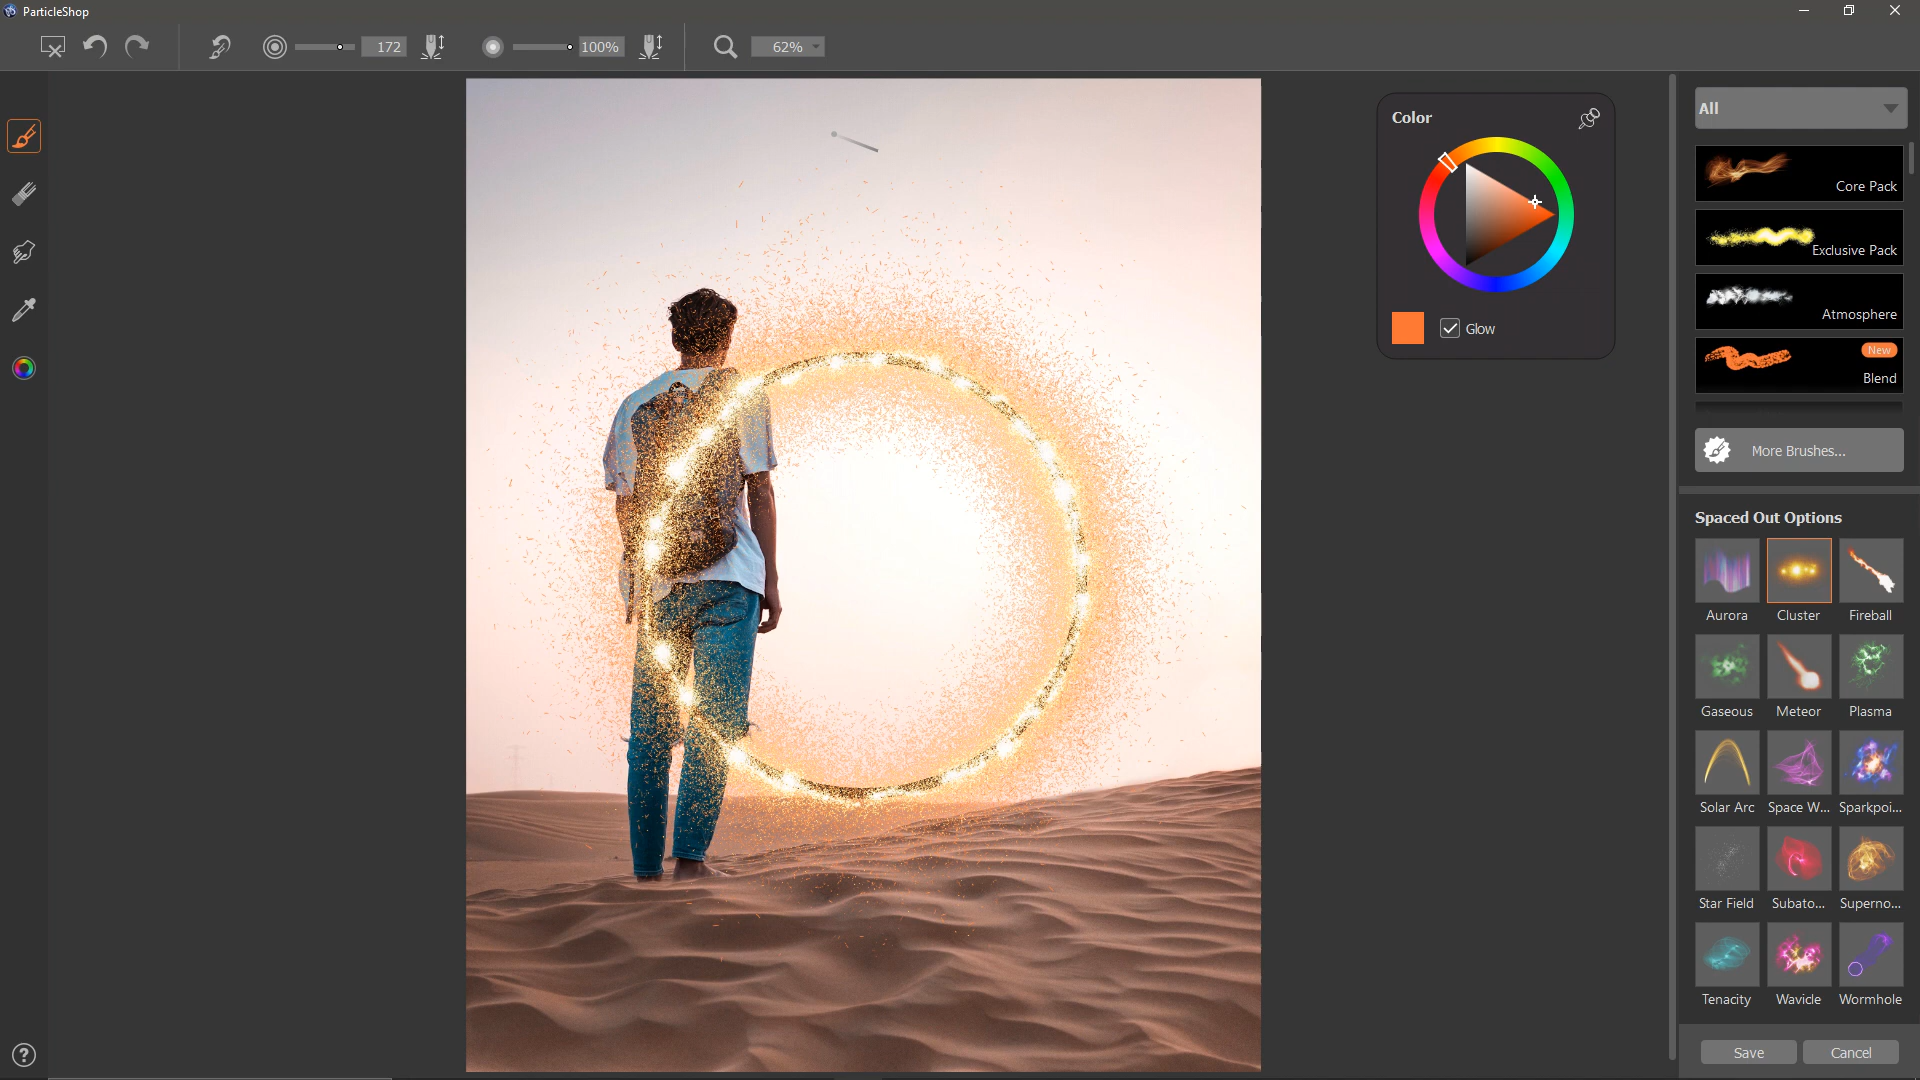 ParticleShop
172
100%
62%
Color
Glow
All
Core Pack
Exclusive Pack
Atmosphere
New
Blend
More Brushes...
Spaced Out Options
Aurora
Cluster
Fireball
Gaseous
Meteor
Plasma
Solar Arc
Space W...
Sparkpoi...
Star Field
Subato...
Superno...
Tenacity
Wavicle
Wormhole
Save
Cancel